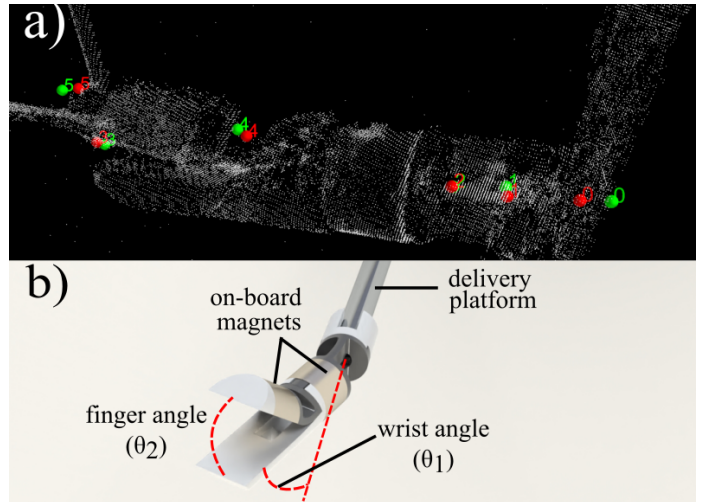 a)
5 5
4
4
3 3
2 1
0 0
b)
delivery
platform
on-board
magnets
finger angle
(θ2)
wrist angle
(θ1)